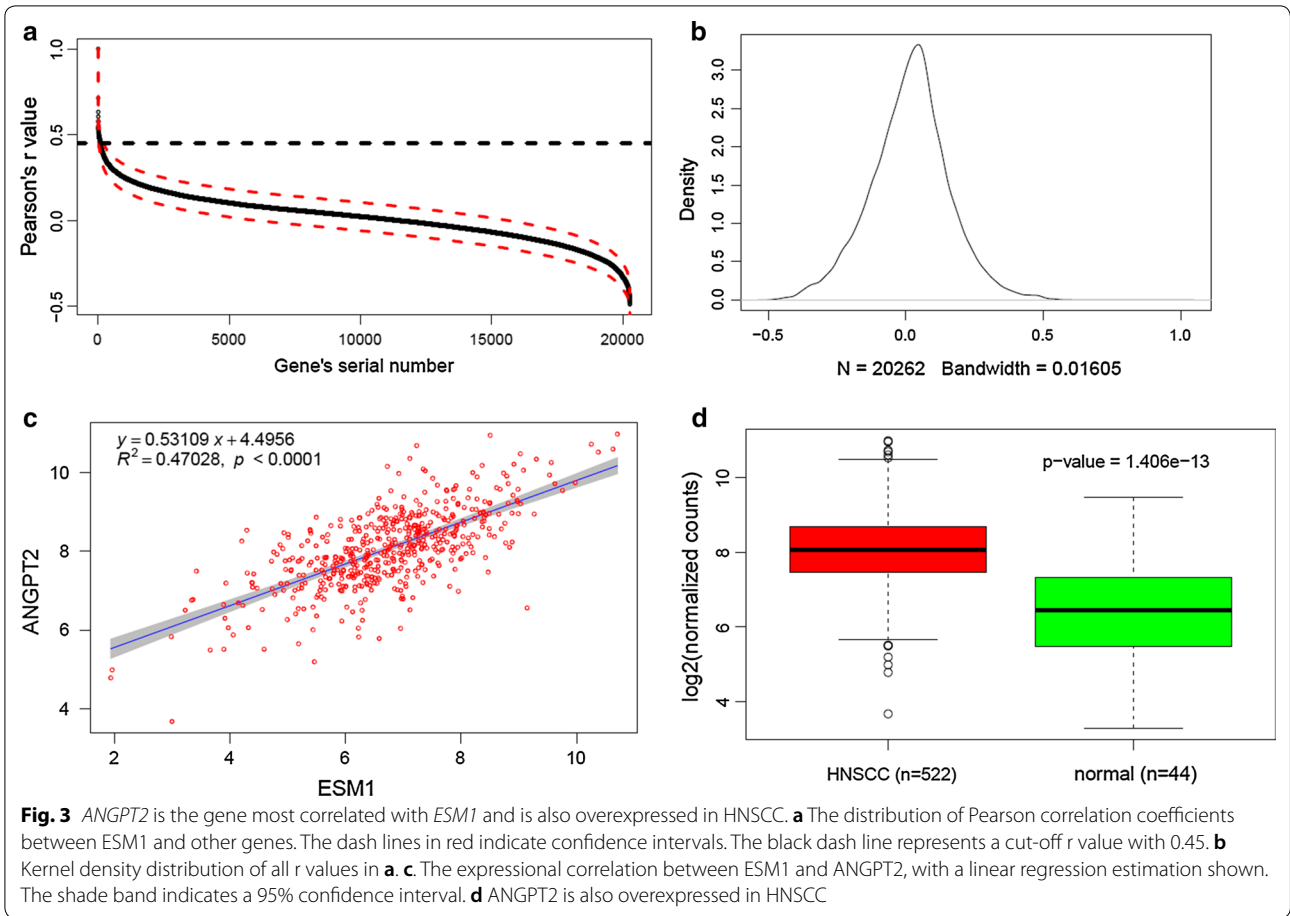 a
1.0
0.5
0.0
−0.5
Pearson's r value
0
5000
10000
15000
20000
Gene's serial number
b
3.0
2.5
2.0
1.5
1.0
0.5
0.0
Density
−0.5
0.0
0.5
1.0
N = 20262 Bandwidth = 0.01605
c
y = 0.53109 x + 4.4956
R² = 0.47028, p < 0.0001
10
8
6
4
ANGPT2
2
4
6
8
10
ESM1
d
p−value = 1.406e−13
10
8
6
4
log2(normalized counts)
HNSCC (n=522)
normal (n=44)
Fig. 3 ANGPT2 is the gene most correlated with ESM1 and is also overexpressed in HNSCC. a The distribution of Pearson correlation coefficients
between ESM1 and other genes. The dash lines in red indicate confidence intervals. The black dash line represents a cut-off r value with 0.45. b
Kernel density distribution of all r values in a. c. The expressional correlation between ESM1 and ANGPT2, with a linear regression estimation shown.
The shade band indicates a 95% confidence interval. d ANGPT2 is also overexpressed in HNSCC